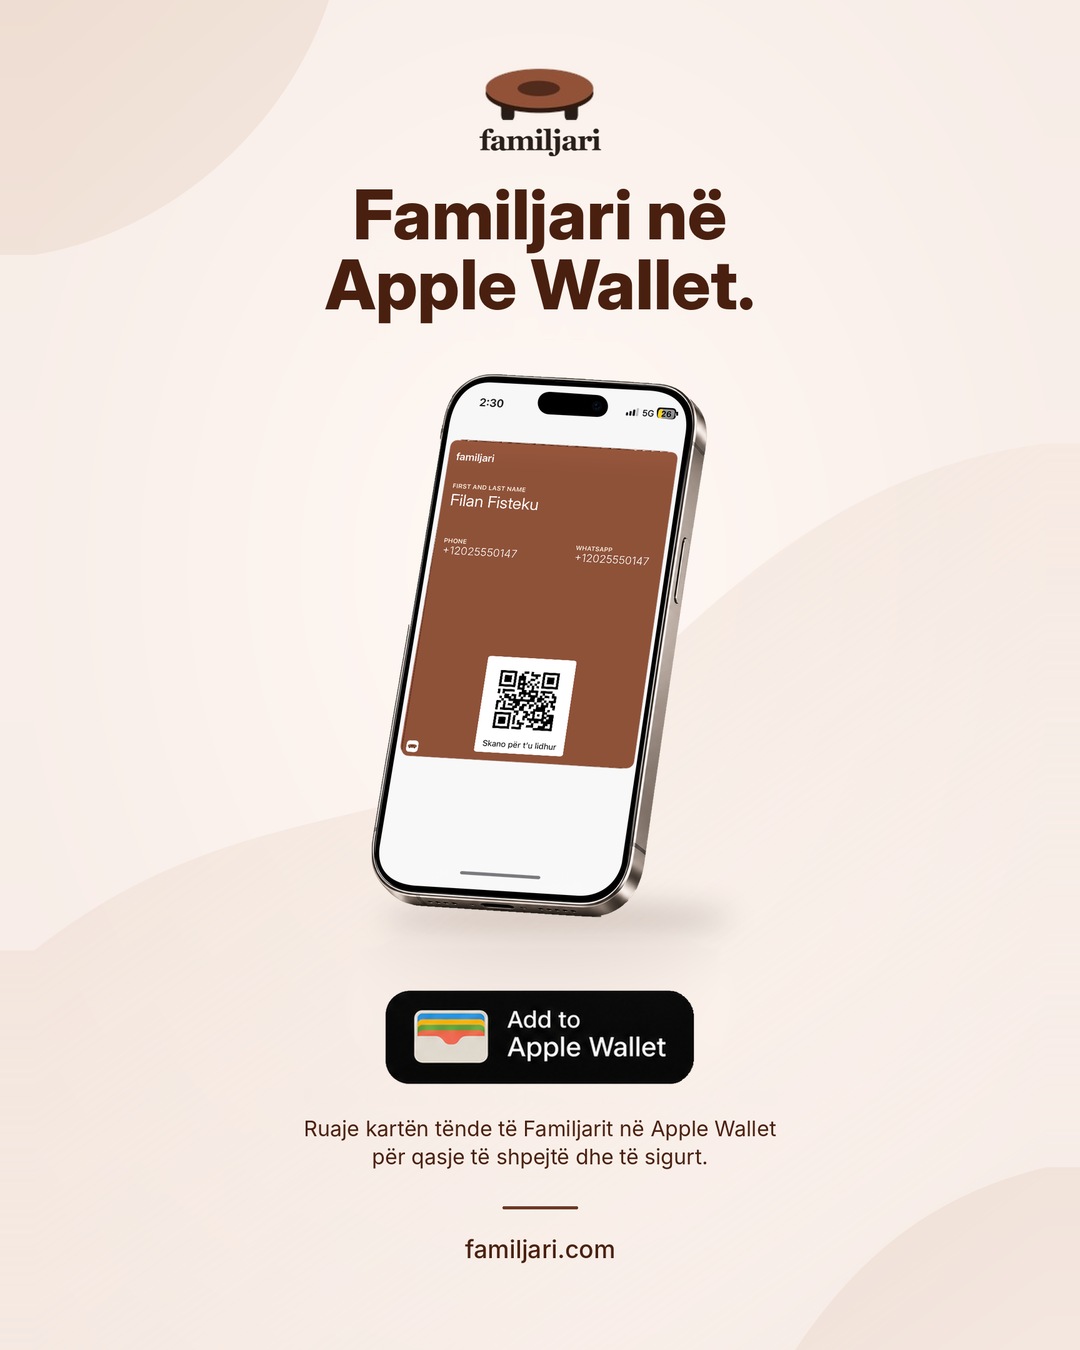 familjari
Familjari në
Apple Wallet.
2:30
5G 26
familjari
FIRST AND LAST NAME
Filan Fisteku
PHONE
+12025550147
WHATSAPP
+12025550147
Skano për t'u lidhur
Add to
Apple Wallet
Ruaje kartën tënde të Familjarit në Apple Wallet
për qasje të shpejtë dhe të sigurt.
familjari.com